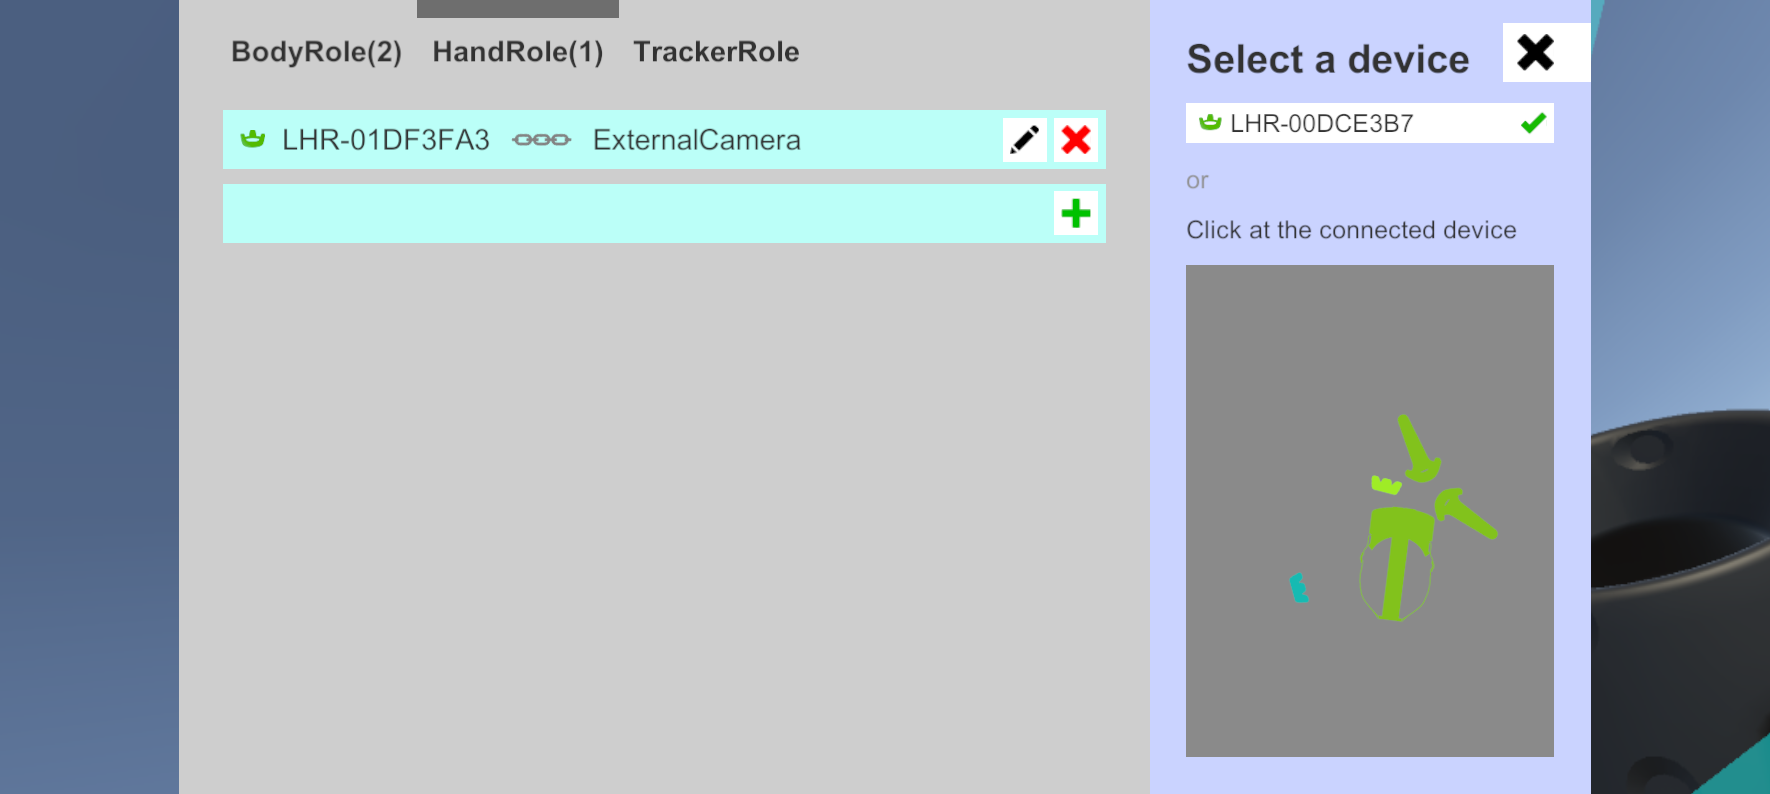 BodyRole(2) HandRole(1) TrackerRole
LHR-01DF3FA3 ExternalCamera
Select a device
LHR-00DCE3B7
or
Click at the connected device